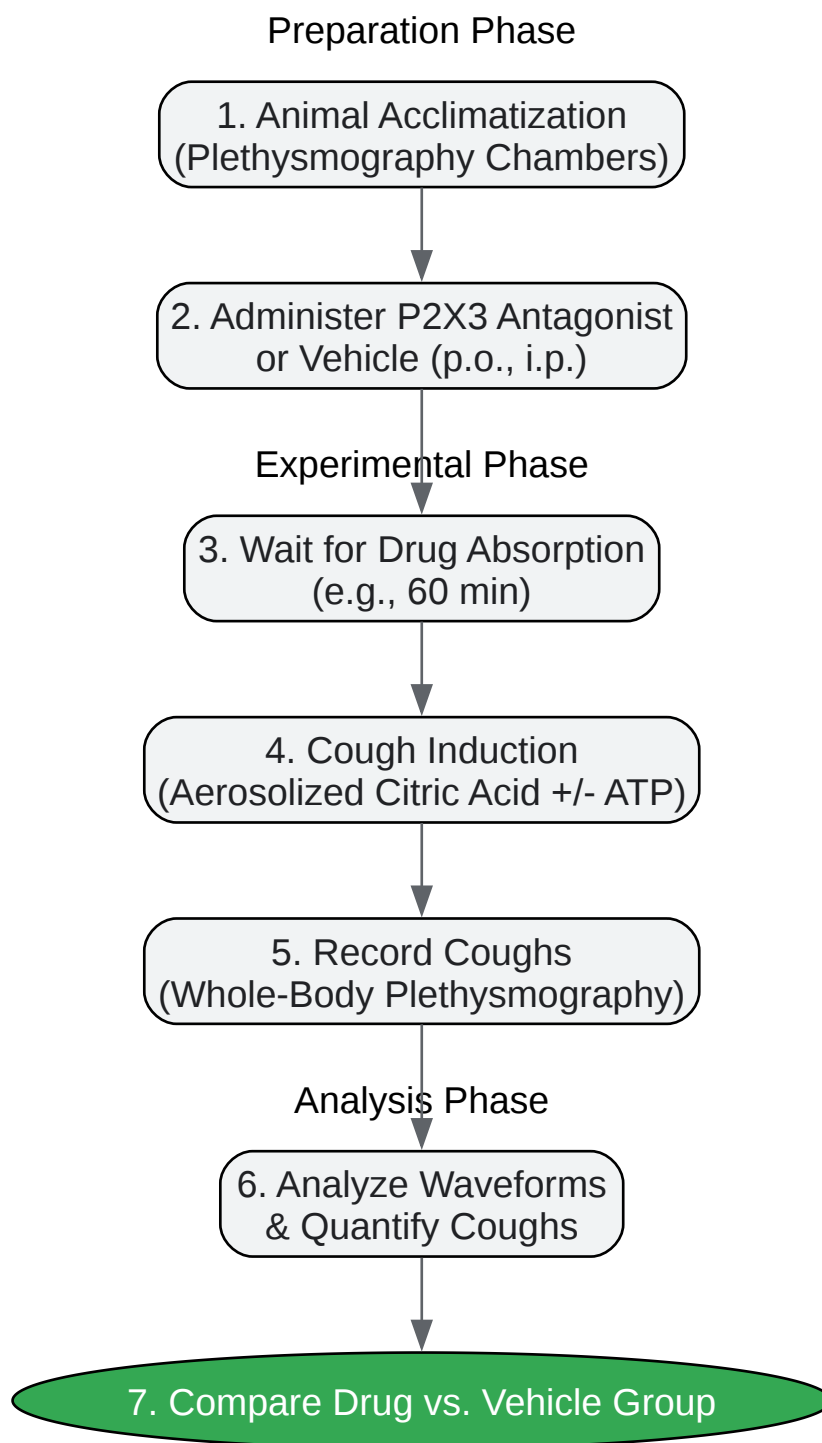 Preparation Phase
1. Animal Acclimatization
(Plethysmography Chambers)
2. Administer P2X3 Antagonist
or Vehicle (p.o., i.p.)
Experimental Phase
3. Wait for Drug Absorption
(e.g., 60 min)
4. Cough Induction
(Aerosolized Citric Acid +/- ATP)
5. Record Coughs
(Whole-Body Plethysmography)
Analysis Phase
6. Analyze Waveforms
& Quantify Coughs
7. Compare Drug vs. Vehicle Group